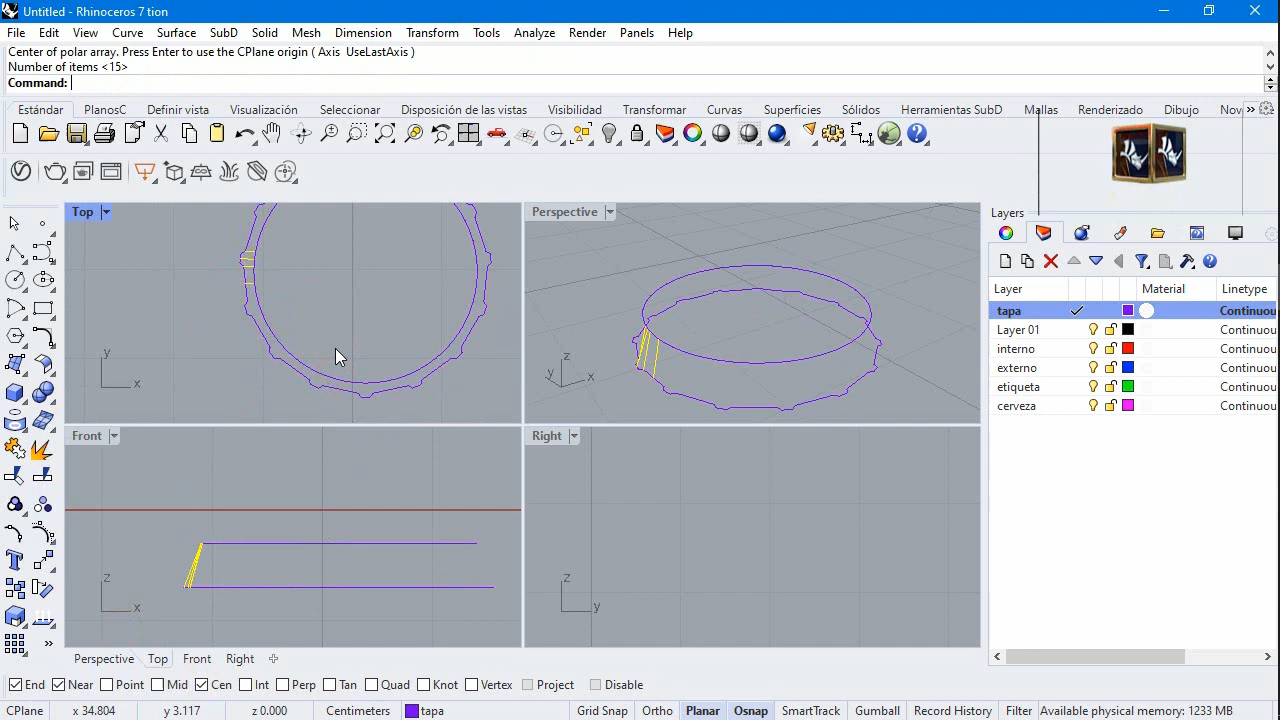 Untitled - Rhinoceros 7 tion
File Edit View Curve Surface SubD Solid Mesh Dimension Transform Tools Analyze Render Panels Help
Center of polar array. Press Enter to use the CPlane origin ( Axis UseLastAxis )
Number of items <15>
Command:
Estándar PlanosC Definir vista Visualización Seleccionar Disposición de las vistas Visibilidad Transformar Curvas Superficies Sólidos Herramientas SubD Mallas Renderizado Dibujo Nov »
Top Perspective
Layers
Layer Material Linetype
tapa Continuou
Layer 01 Continuou
interno Continuou
externo Continuou
etiqueta Continuou
cerveza Continuou
y x
z y x
Front Right
z x
z y
Perspective Top Front Right
End Near Point Mid Cen Int Perp Tan Quad Knot Vertex Project Disable
CPlane x 34.804 y 3.117 z 0.000 Centimeters tapa Grid Snap Ortho Planar Osnap SmartTrack Gumball Record History Filter Available physical memory: 1233 MB